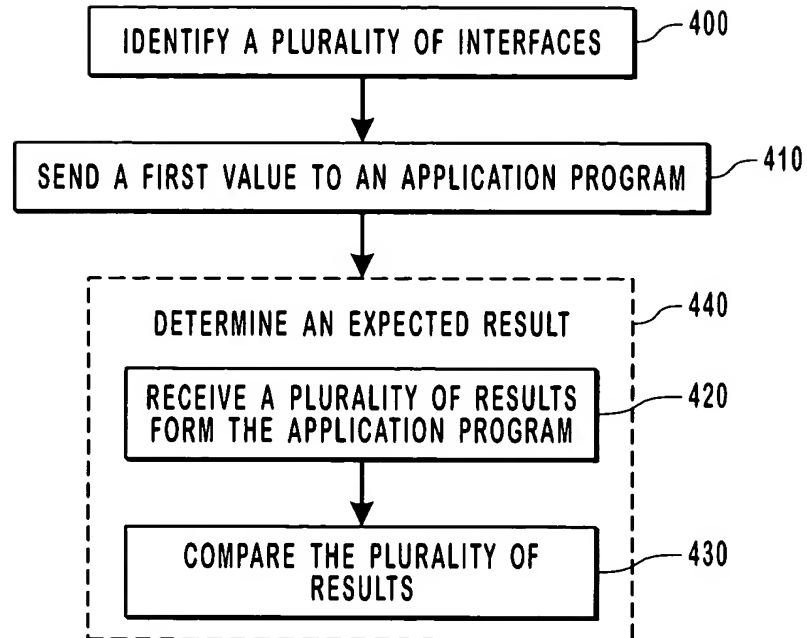 IDENTIFY A PLURALITY OF INTERFACES
400
SEND A FIRST VALUE TO AN APPLICATION PROGRAM
410
DETERMINE AN EXPECTED RESULT
440
RECEIVE A PLURALITY OF RESULTS
FORM THE APPLICATION PROGRAM
420
COMPARE THE PLURALITY OF
RESULTS
430